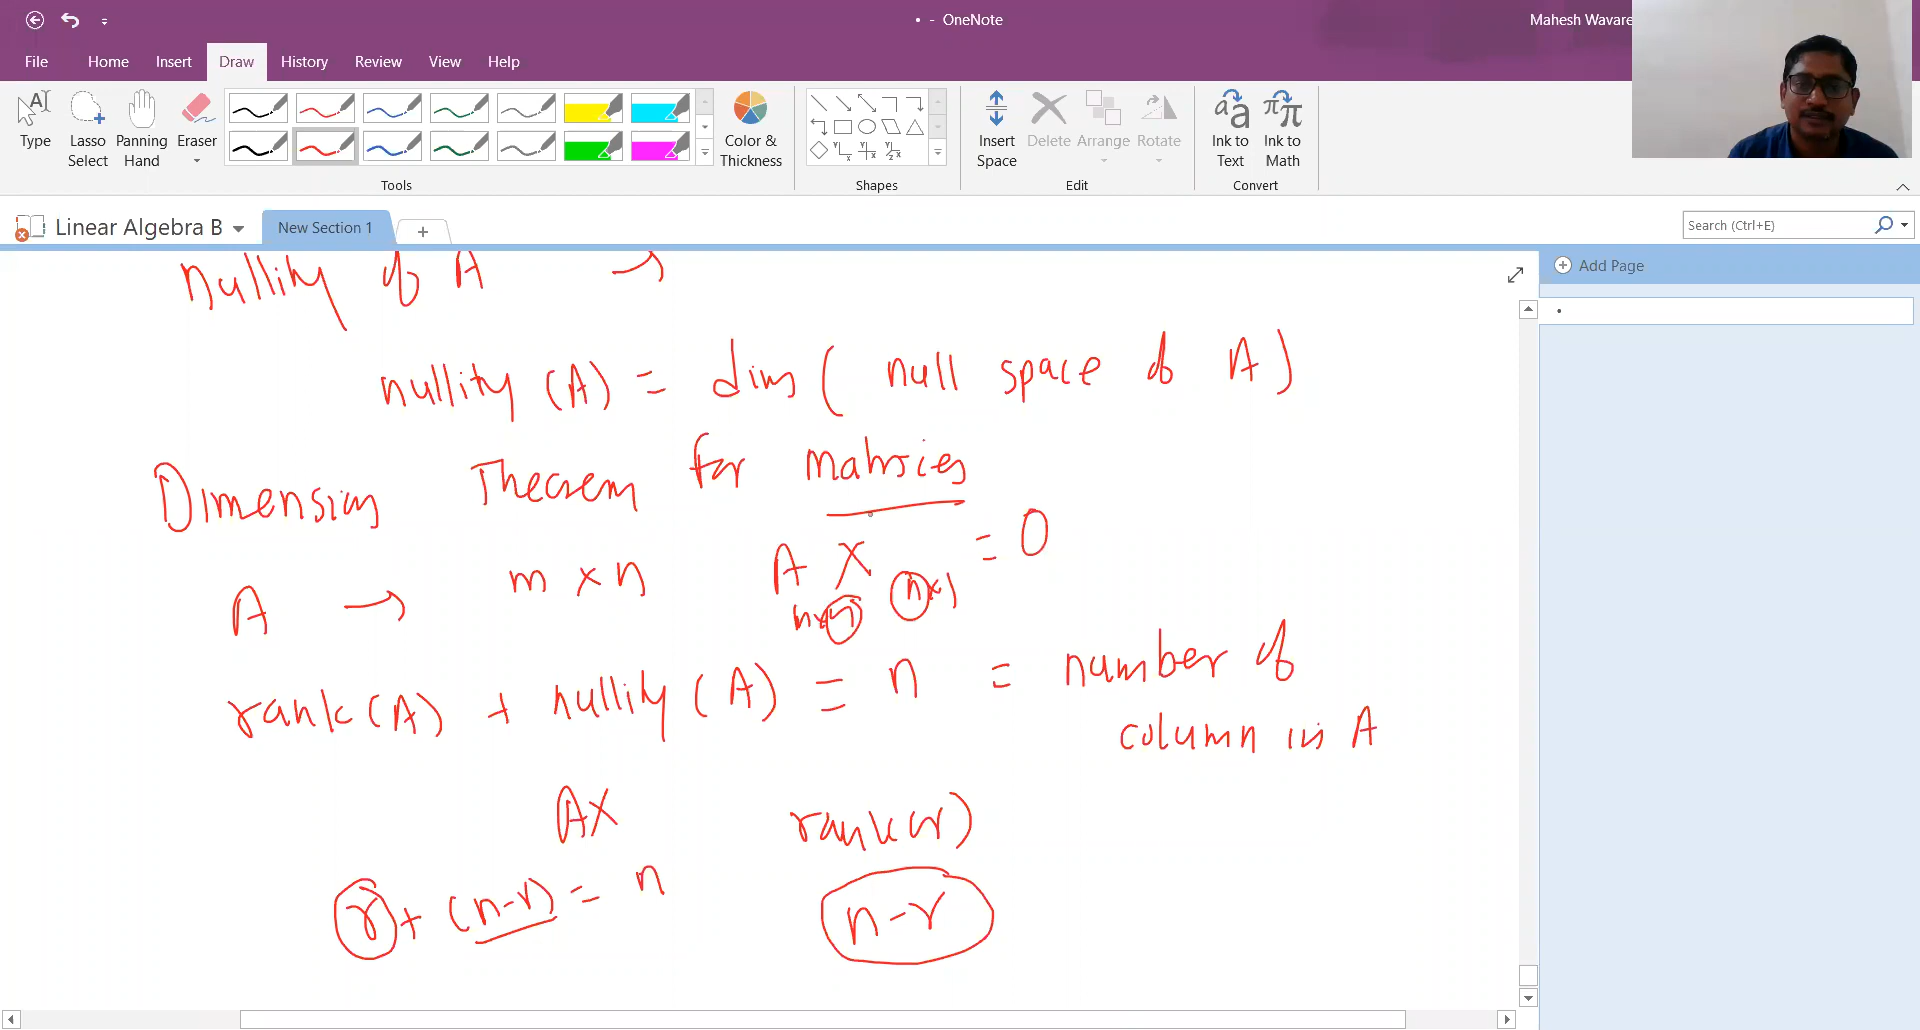 - OneNote
Mahesh Wavare
File Home Insert Draw History Review View Help
Type
Lasso Select
Panning Hand
Eraser
Color & Thickness
Insert Space
Delete
Arrange
Rotate
Ink to Text
Ink to Math
Tools
Shapes
Edit
Convert
Linear Algebra B
New Section 1
Search (Ctrl+E)
Add Page
Nullity of A →
nullity (A) = dim ( null space of A )
Dimension Theorem for matrices
A → m × n A X = 0
m×n n×1
rank(A) + nullity (A) = n = number of
column in A
AX rank(r)
r + (n-r) = n n-r